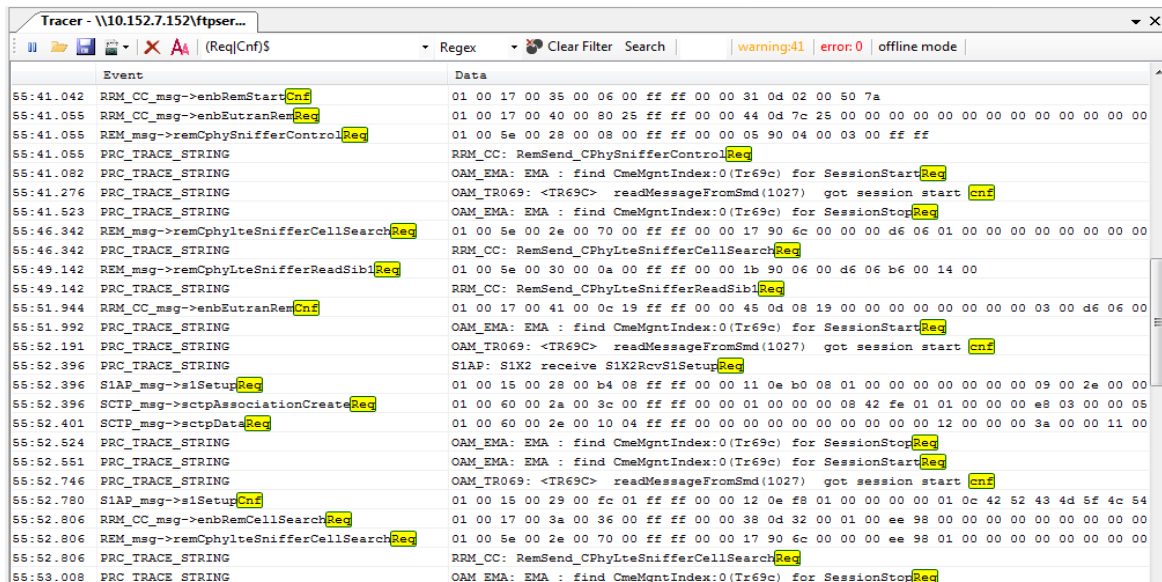 Tracer - \\10.152.7.152\ftpser...
(Req|Cnf)$ Regex Clear Filter Search warning:41 error: 0 offline mode
Event Data
55:41.042 RRM_CC_msg->enbRemStartCnf 01 00 17 00 35 00 06 00 ff ff 00 00 31 0d 02 00 50 7a
55:41.055 RRM_CC_msg->enbEutranRemReq 01 00 17 00 40 00 80 25 ff ff 00 00 44 0d 7c 25 00 00 00 00 00 00 00 00 00 00 00 00
55:41.055 REM_msg->remCphySnifferControlReq 01 00 5e 00 28 00 08 00 ff ff 00 00 05 90 04 00 03 00 ff ff
55:41.055 PRC_TRACE_STRING RRM_CC: RemSend_CPhySnifferControlReq
55:41.082 PRC_TRACE_STRING OAM_EMA: EMA : find CmeMgntIndex:0(Tr69c) for SessionStartReq
55:41.276 PRC_TRACE_STRING OAM_TR069: <TR69C> readMessageFromSmd(1027) got session start cnf
55:41.523 PRC_TRACE_STRING OAM_EMA: EMA : find CmeMgntIndex:0(Tr69c) for SessionStopReq
55:46.342 REM_msg->remCphylteSnifferCellSearchReq 01 00 5e 00 2e 00 70 00 ff ff 00 00 17 90 6c 00 00 00 d6 06 01 00 00 00 00 00 00 00
55:46.342 PRC_TRACE_STRING RRM_CC: RemSend_CPhyLteSnifferCellSearchReq
55:49.142 REM_msg->remCphyLteSnifferReadSib1Req 01 00 5e 00 30 00 0a 00 ff ff 00 00 1b 90 06 00 d6 06 b6 00 14 00
55:49.142 PRC_TRACE_STRING RRM_CC: RemSend_CPhyLteSnifferReadSib1Req
55:51.944 RRM_CC_msg->enbEutranRemCnf 01 00 17 00 41 00 0c 19 ff ff 00 00 45 0d 08 19 00 00 00 00 00 00 00 00 03 00 d6 06 00
55:51.992 PRC_TRACE_STRING OAM_EMA: EMA : find CmeMgntIndex:0(Tr69c) for SessionStartReq
55:52.191 PRC_TRACE_STRING OAM_TR069: <TR69C> readMessageFromSmd(1027) got session start cnf
55:52.396 PRC_TRACE_STRING S1AP: S1X2 receive S1X2RcvS1SetupReq
55:52.396 S1AP_msg->s1SetupReq 01 00 15 00 28 00 b4 08 ff ff 00 00 11 0e b0 08 01 00 00 00 00 00 00 00 09 00 2e 00 00
55:52.396 SCTP_msg->sctpAssociationCreateReq 01 00 60 00 2a 00 3c 00 ff ff 00 00 01 00 00 00 08 42 fe 01 01 00 00 00 e8 03 00 00 05
55:52.401 SCTP_msg->sctpDataReq 01 00 60 00 2e 00 10 04 ff ff 00 00 00 00 00 00 00 00 00 00 12 00 00 00 3a 00 00 11 00
55:52.524 PRC_TRACE_STRING OAM_EMA: EMA : find CmeMgntIndex:0(Tr69c) for SessionStopReq
55:52.551 PRC_TRACE_STRING OAM_EMA: EMA : find CmeMgntIndex:0(Tr69c) for SessionStartReq
55:52.746 PRC_TRACE_STRING OAM_TR069: <TR69C> readMessageFromSmd(1027) got session start cnf
55:52.780 S1AP_msg->s1SetupCnf 01 00 15 00 29 00 fc 01 ff ff 00 00 12 0e f8 01 00 00 00 00 01 0c 42 52 43 4d 5f 4c 54
55:52.806 RRM_CC_msg->enbRemCellSearchReq 01 00 17 00 3a 00 36 00 ff ff 00 00 38 0d 32 00 01 00 ee 98 00 00 00 00 00 00 00 00
55:52.806 REM_msg->remCphylteSnifferCellSearchReq 01 00 5e 00 2e 00 70 00 ff ff 00 00 17 90 6c 00 00 00 ee 98 01 00 00 00 00 00 00 00
55:52.806 PRC_TRACE_STRING RRM_CC: RemSend_CPhyLteSnifferCellSearchReq
55:53.008 PRC_TRACE_STRING OAM_EMA: EMA : find CmeMgntIndex:0(Tr69c) for SessionStopReq